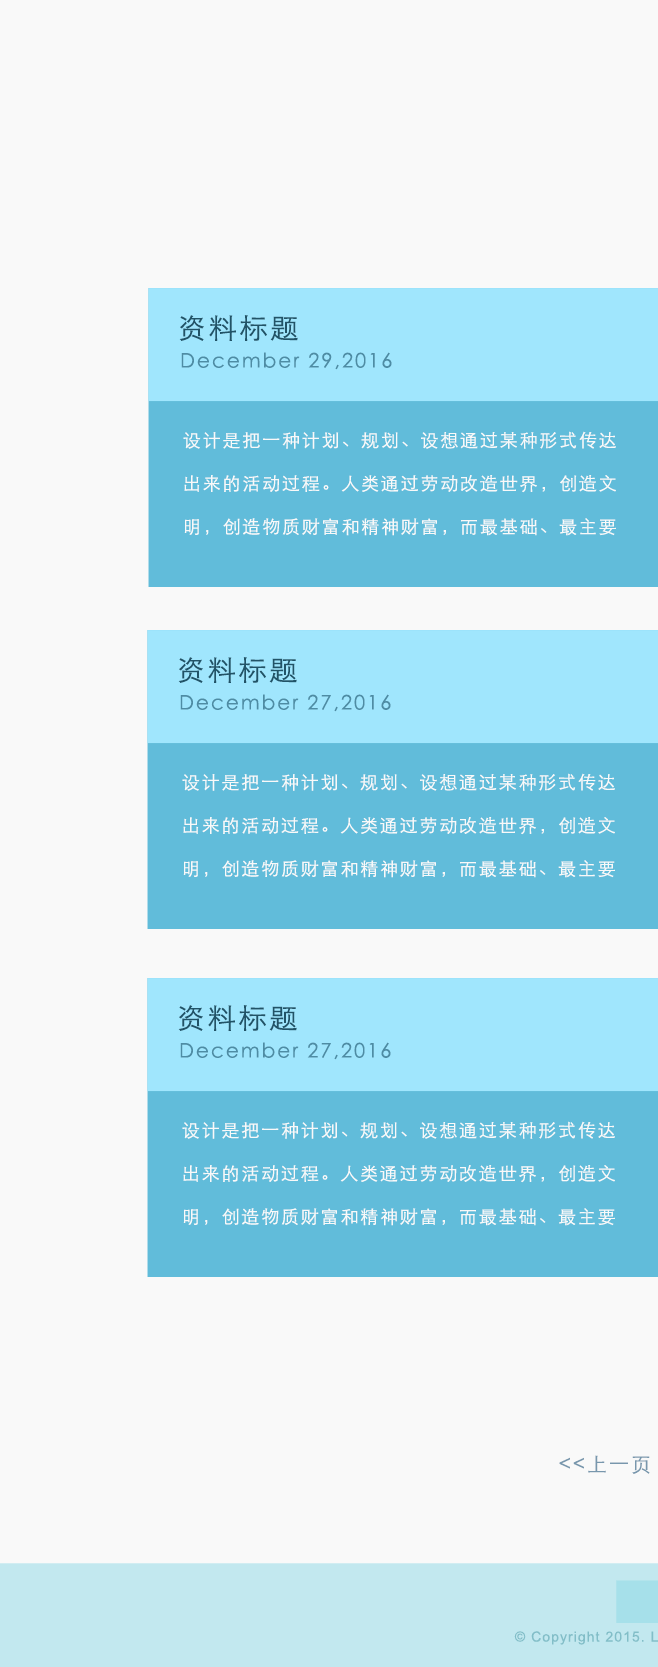 资料标题
December 29,2016
设计是把一种计划、规划、设想通过某种形式传达
出来的活动过程。人类通过劳动改造世界，创造文
明，创造物质财富和精神财富，而最基础、最主要
资料标题
December 27,2016
设计是把一种计划、规划、设想通过某种形式传达
出来的活动过程。人类通过劳动改造世界，创造文
明，创造物质财富和精神财富，而最基础、最主要
资料标题
December 27,2016
设计是把一种计划、规划、设想通过某种形式传达
出来的活动过程。人类通过劳动改造世界，创造文
明，创造物质财富和精神财富，而最基础、最主要
<<上一页
© Copyright 2015. L